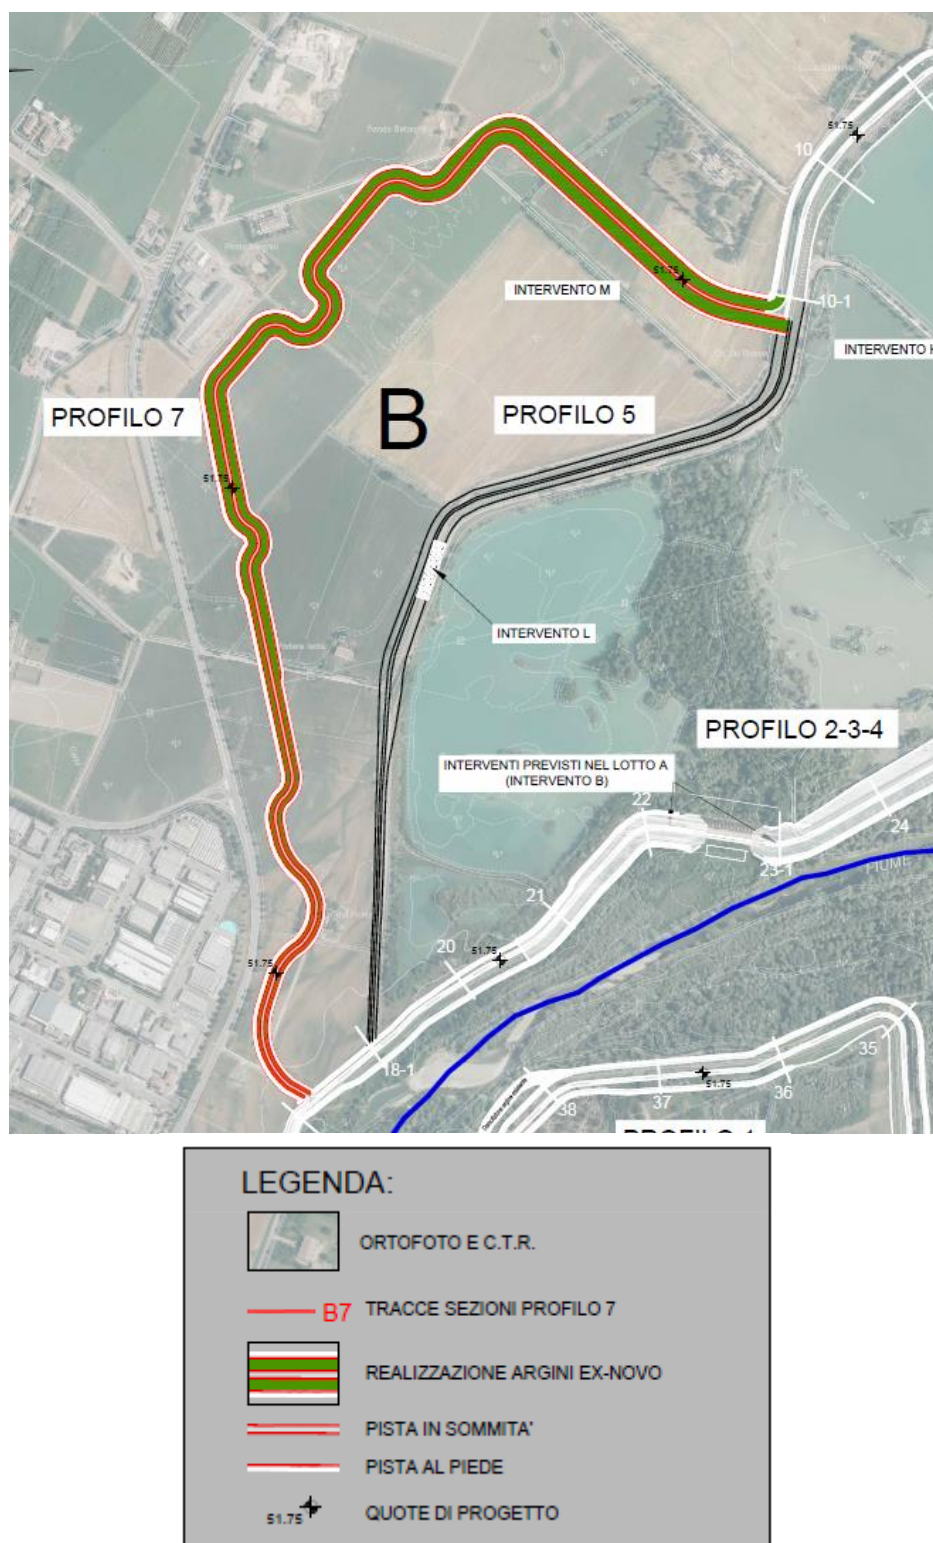 51.75
10
51.75
INTERVENTO M
10-1
INTERVENTO
PROFILO 7
B
PROFILO 5
51.75
INTERVENTO L
PROFILO 2-3-4
INTERVENTI PREVISTI NEL LOTTO A
(INTERVENTO B)
22
24
23-1
FIUME
21
20
51.75
51.75
18-1
35
36
37
38
51.75
LEGENDA:
ORTOFOTO E C.T.R.
B7 TRACCE SEZIONI PROFILO 7
REALIZZAZIONE ARGINI EX-NOVO
PISTA IN SOMMITA'
PISTA AL PIEDE
51.75 QUOTE DI PROGETTO